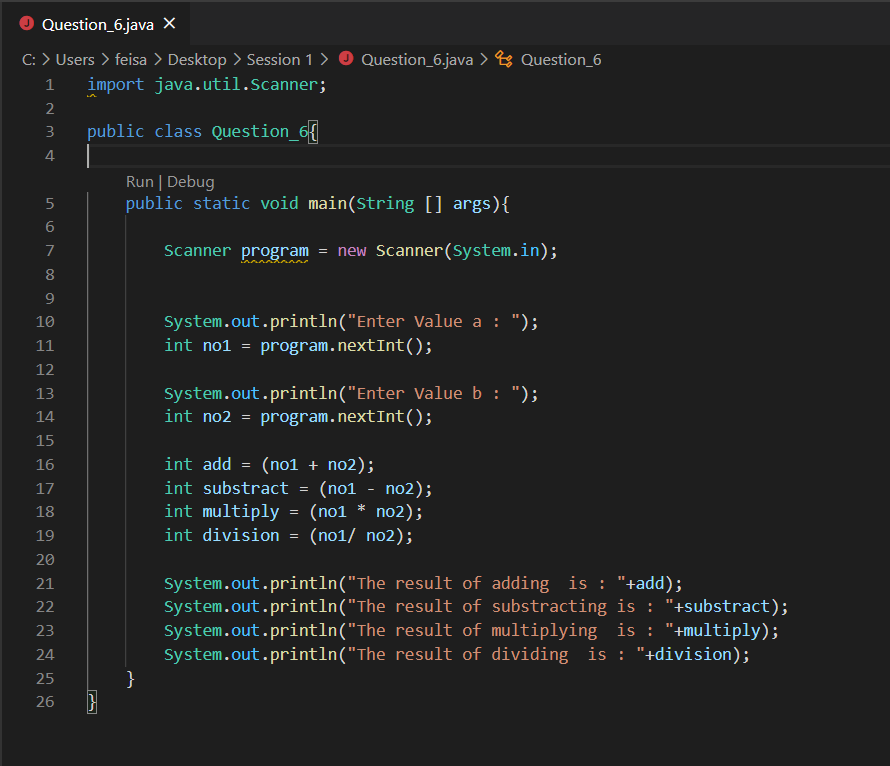 Question_6.java ×
C: > Users > feisa > Desktop > Session 1 > Question_6.java > Question_6
1 import java.util.Scanner;
2
3 public class Question_6{
4
Run | Debug
5 public static void main(String [] args){
6
7 Scanner program = new Scanner(System.in);
8
9
10 System.out.println("Enter Value a : ");
11 int no1 = program.nextInt();
12
13 System.out.println("Enter Value b : ");
14 int no2 = program.nextInt();
15
16 int add = (no1 + no2);
17 int substract = (no1 - no2);
18 int multiply = (no1 * no2);
19 int division = (no1/ no2);
20
21 System.out.println("The result of adding  is : "+add);
22 System.out.println("The result of substracting is : "+substract);
23 System.out.println("The result of multiplying  is : "+multiply);
24 System.out.println("The result of dividing  is : "+division);
25 }
26 }